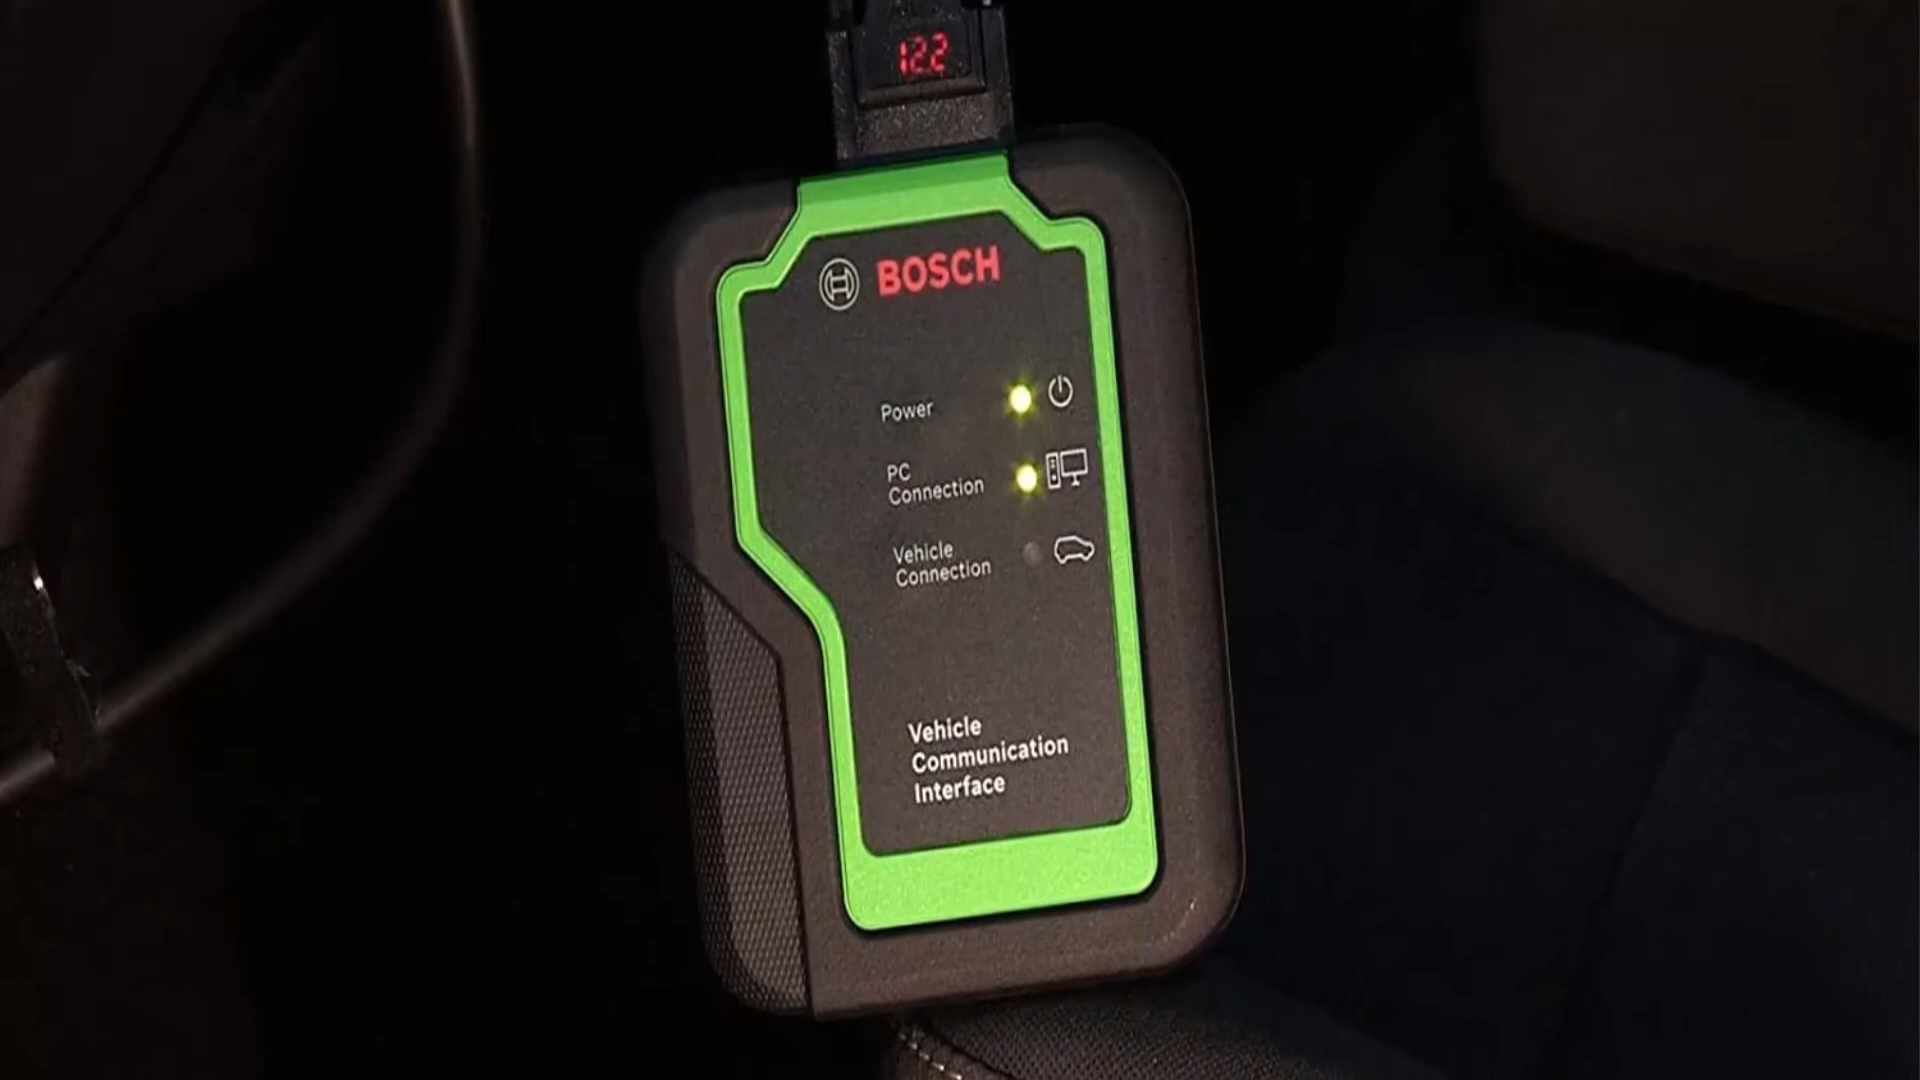 12.2
BOSCH
Power
PC
Connection
Vehicle
Connection
Vehicle
Communication
Interface